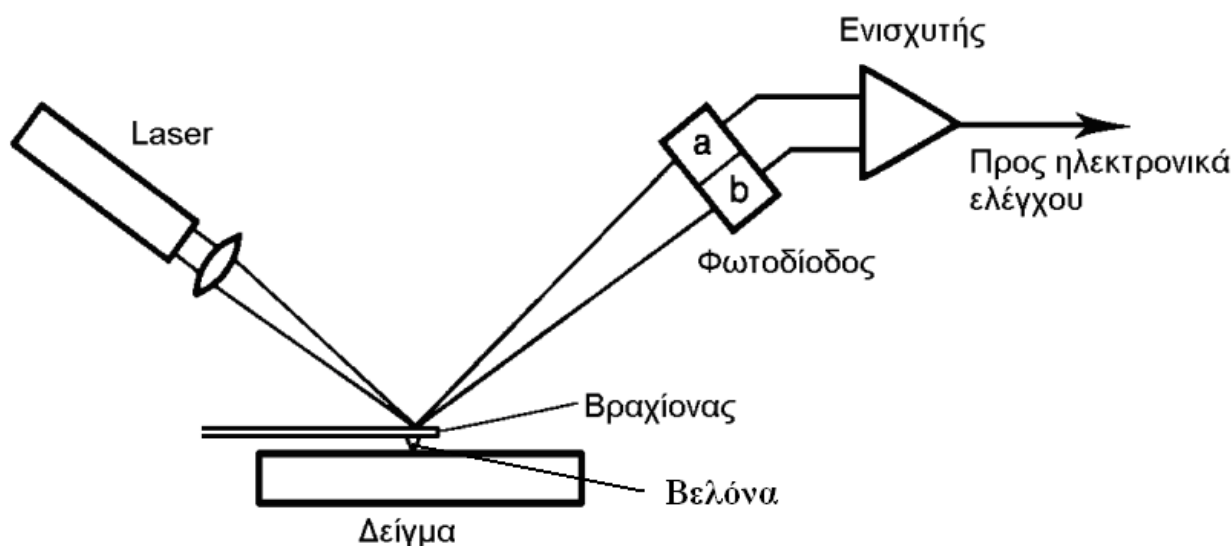 Ενισχυτής
Laser
a
b
Προς ηλεκτρονικά
ελέγχου
Φωτοδίοδος
Βραχίονας
Βελόνα
Δείγμα